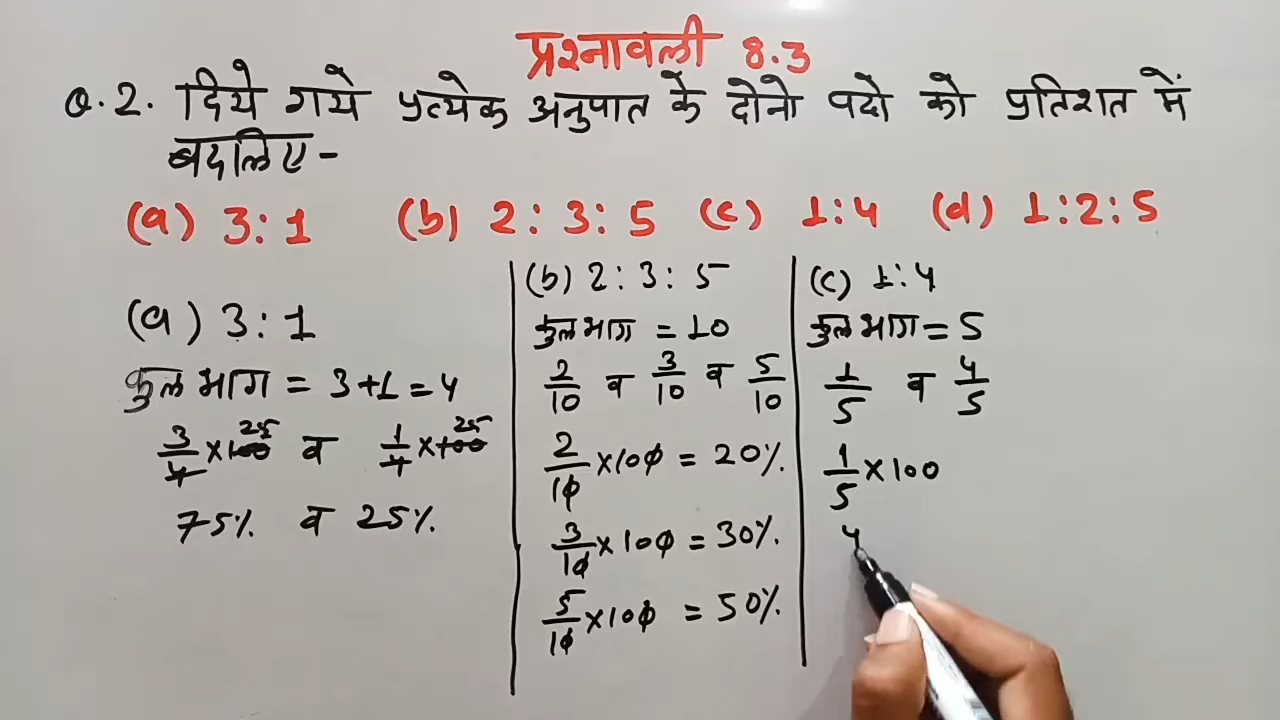 प्रश्नावली 8.3
Q.2. दिये गये प्रत्येक अनुपात के दोनो पदो को प्रतिशत में
बदलिए-
(a) 3:1 (b) 2:3:5 (c) 1:4 (d) 1:2:5
(a) 3:1
कुल भाग = 3+1=4
3/4 ×100 25 व 1/4 ×100 25
75% व 25%
(b) 2:3:5
कुल भाग = 10
2/10 व 3/10 व 5/10
2/10 ×100 = 20%
3/10 ×100 = 30%
5/10 ×100 = 50%
(c) 1:4
कुल भाग = 5
1/5 व 4/5
1/5 ×100
4